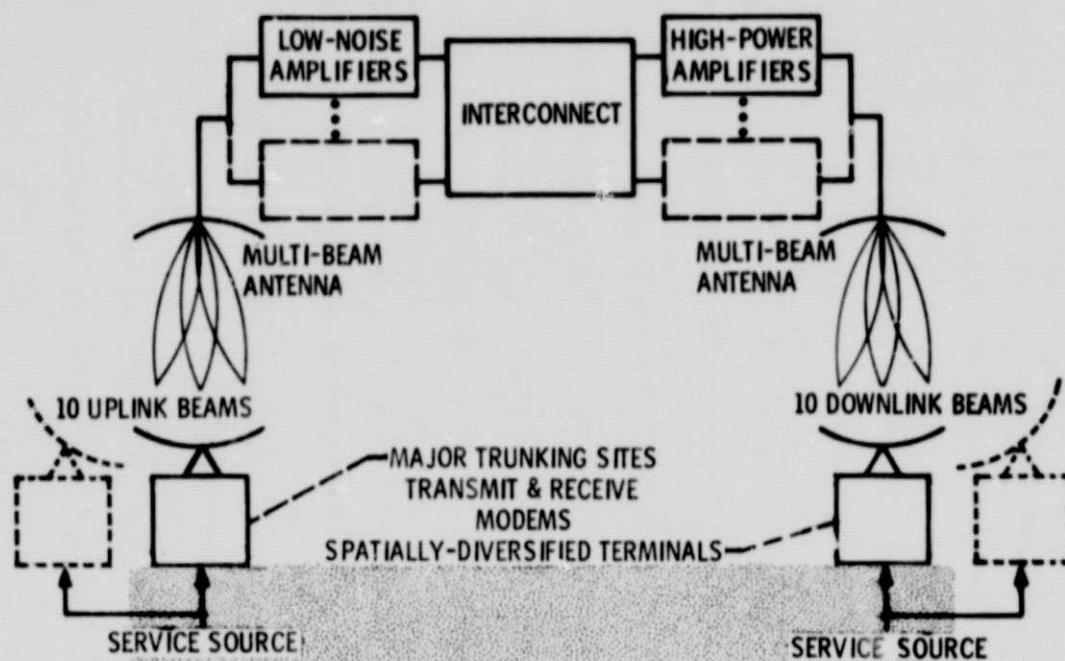 LOW-NOISE
AMPLIFIERS
INTERCONNECT
HIGH-POWER
AMPLIFIERS
MULTI-BEAM
ANTENNA
MULTI-BEAM
ANTENNA
10 UPLINK BEAMS
10 DOWNLINK BEAMS
MAJOR TRUNKING SITES
TRANSMIT & RECEIVE
MODEMS
SPATIALLY-DIVERSIFIED TERMINALS
SERVICE SOURCE
SERVICE SOURCE